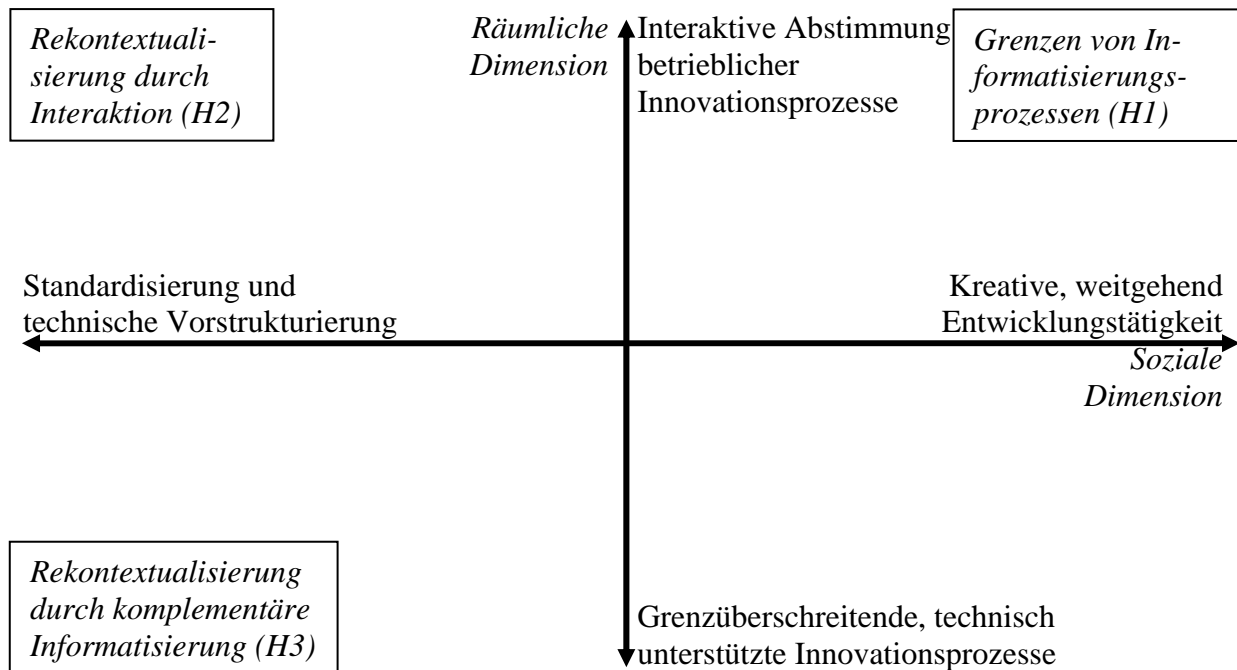 Rekontextuali-
sierung durch
Interaktion (H2)
Räumliche
Dimension
Interaktive Abstimmung
betrieblicher
Innovationsprozesse
Grenzen von In-
formatisierungs-
prozessen (H1)
Standardisierung und
technische Vorstrukturierung
Kreative, weitgehend
Entwicklungstätigkeit
Soziale
Dimension
Rekontextualisierung
durch komplementäre
Informatisierung (H3)
Grenzüberschreitende, technisch
unterstützte Innovationsprozesse